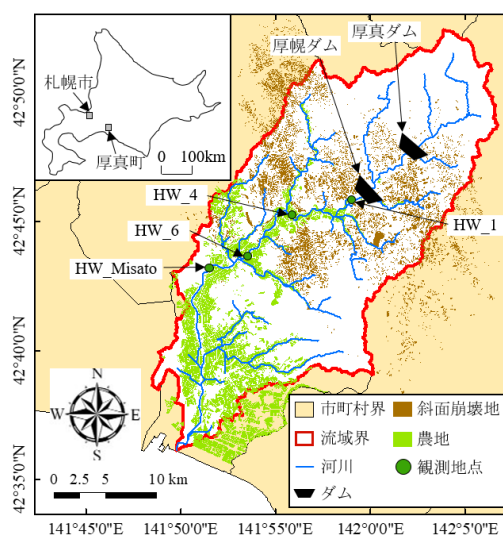 札幌市
厚真町
0 100km
厚幌ダム
厚真ダム
HW_4
HW_6
HW_Misato
HW_1
42°50'0"N
42°45'0"N
42°40'0"N
42°35'0"N
N
W E
S
0 2.5 5 10 km
市町村界
流域界
河川
ダム
斜面崩壊地
農地
観測地点
141°45'0"E 141°50'0"E 141°55'0"E 142°0'0"E 142°5'0"E